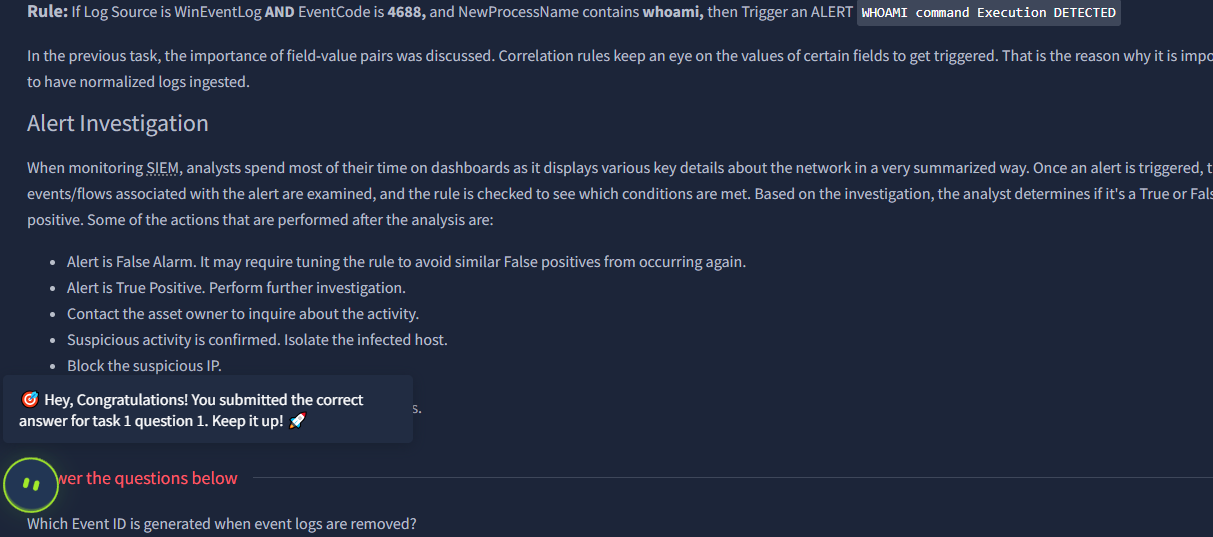 Rule: If Log Source is WinEventLog AND EventCode is 4688, and NewProcessName contains whoami, then Trigger an ALERT WHOAMI command Execution DETECTED
In the previous task, the importance of field-value pairs was discussed. Correlation rules keep an eye on the values of certain fields to get triggered. That is the reason why it is
to have normalized logs ingested.
Alert Investigation
When monitoring SIEM, analysts spend most of their time on dashboards as it displays various key details about the network in a very summarized way. Once an alert is triggered,
events/flows associated with the alert are examined, and the rule is checked to see which conditions are met. Based on the investigation, the analyst determines if it's a True or
positive. Some of the actions that are performed after the analysis are:
• Alert is False Alarm. It may require tuning the rule to avoid similar False positives from occurring again.
• Alert is True Positive. Perform further investigation.
• Contact the asset owner to inquire about the activity.
• Suspicious activity is confirmed. Isolate the infected host.
• Block the suspicious IP.
🎯 Hey, Congratulations! You submitted the correct
answer for task 1 question 1. Keep it up! 🚀
s.
wer the questions below
Which Event ID is generated when event logs are removed?